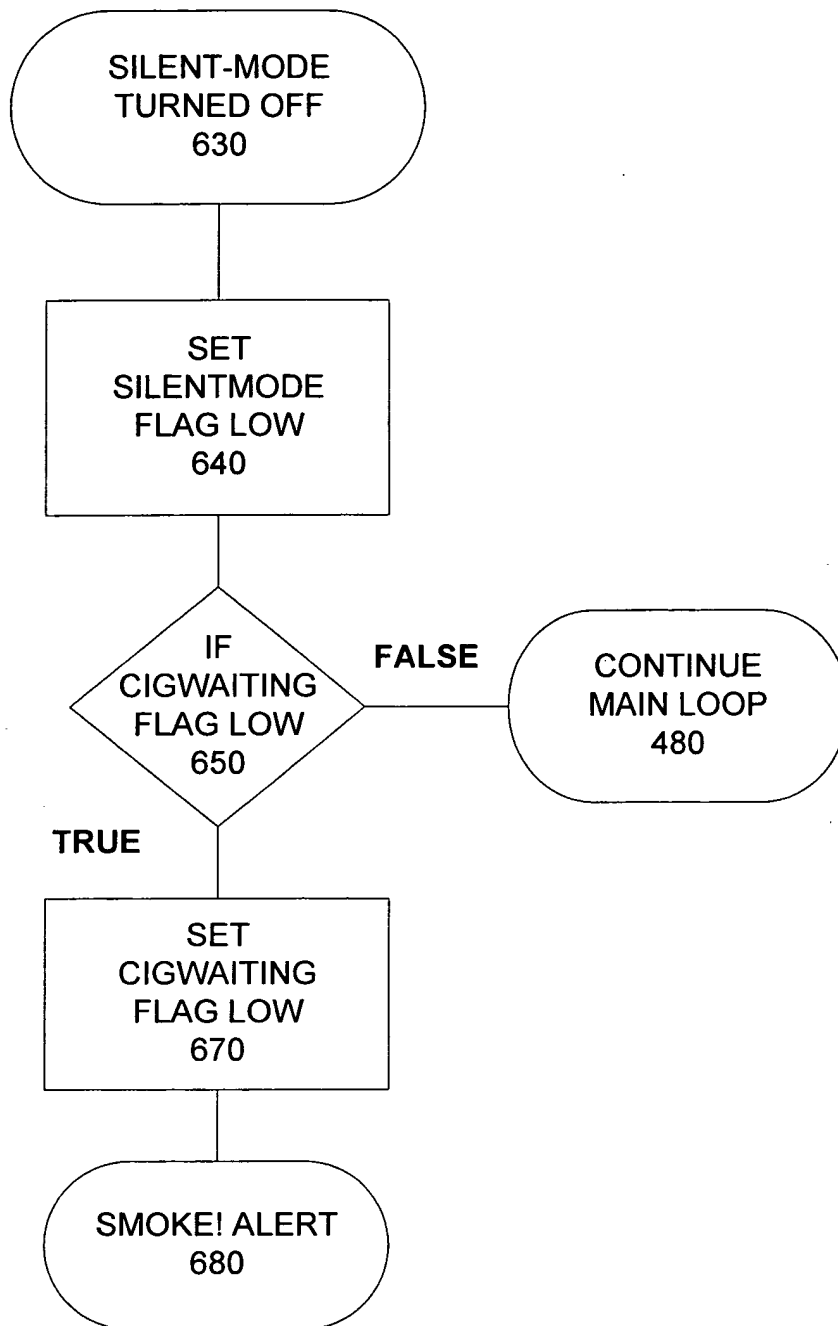 SILENT-MODE
TURNED OFF
630
SET
SILENTMODE
FLAG LOW
640
IF
CIGWAITING
FLAG LOW
650
FALSE
CONTINUE
MAIN LOOP
480
TRUE
SET
CIGWAITING
FLAG LOW
670
SMOKE! ALERT
680